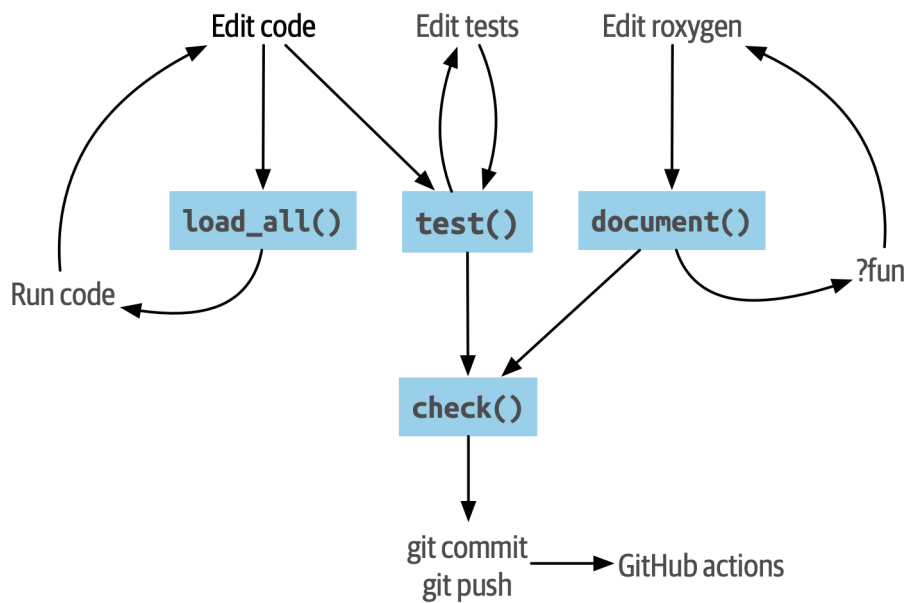 Edit code
Edit tests
Edit roxygen
load_all()
test()
document()
Run code
?fun
check()
git commit
git push
GitHub actions